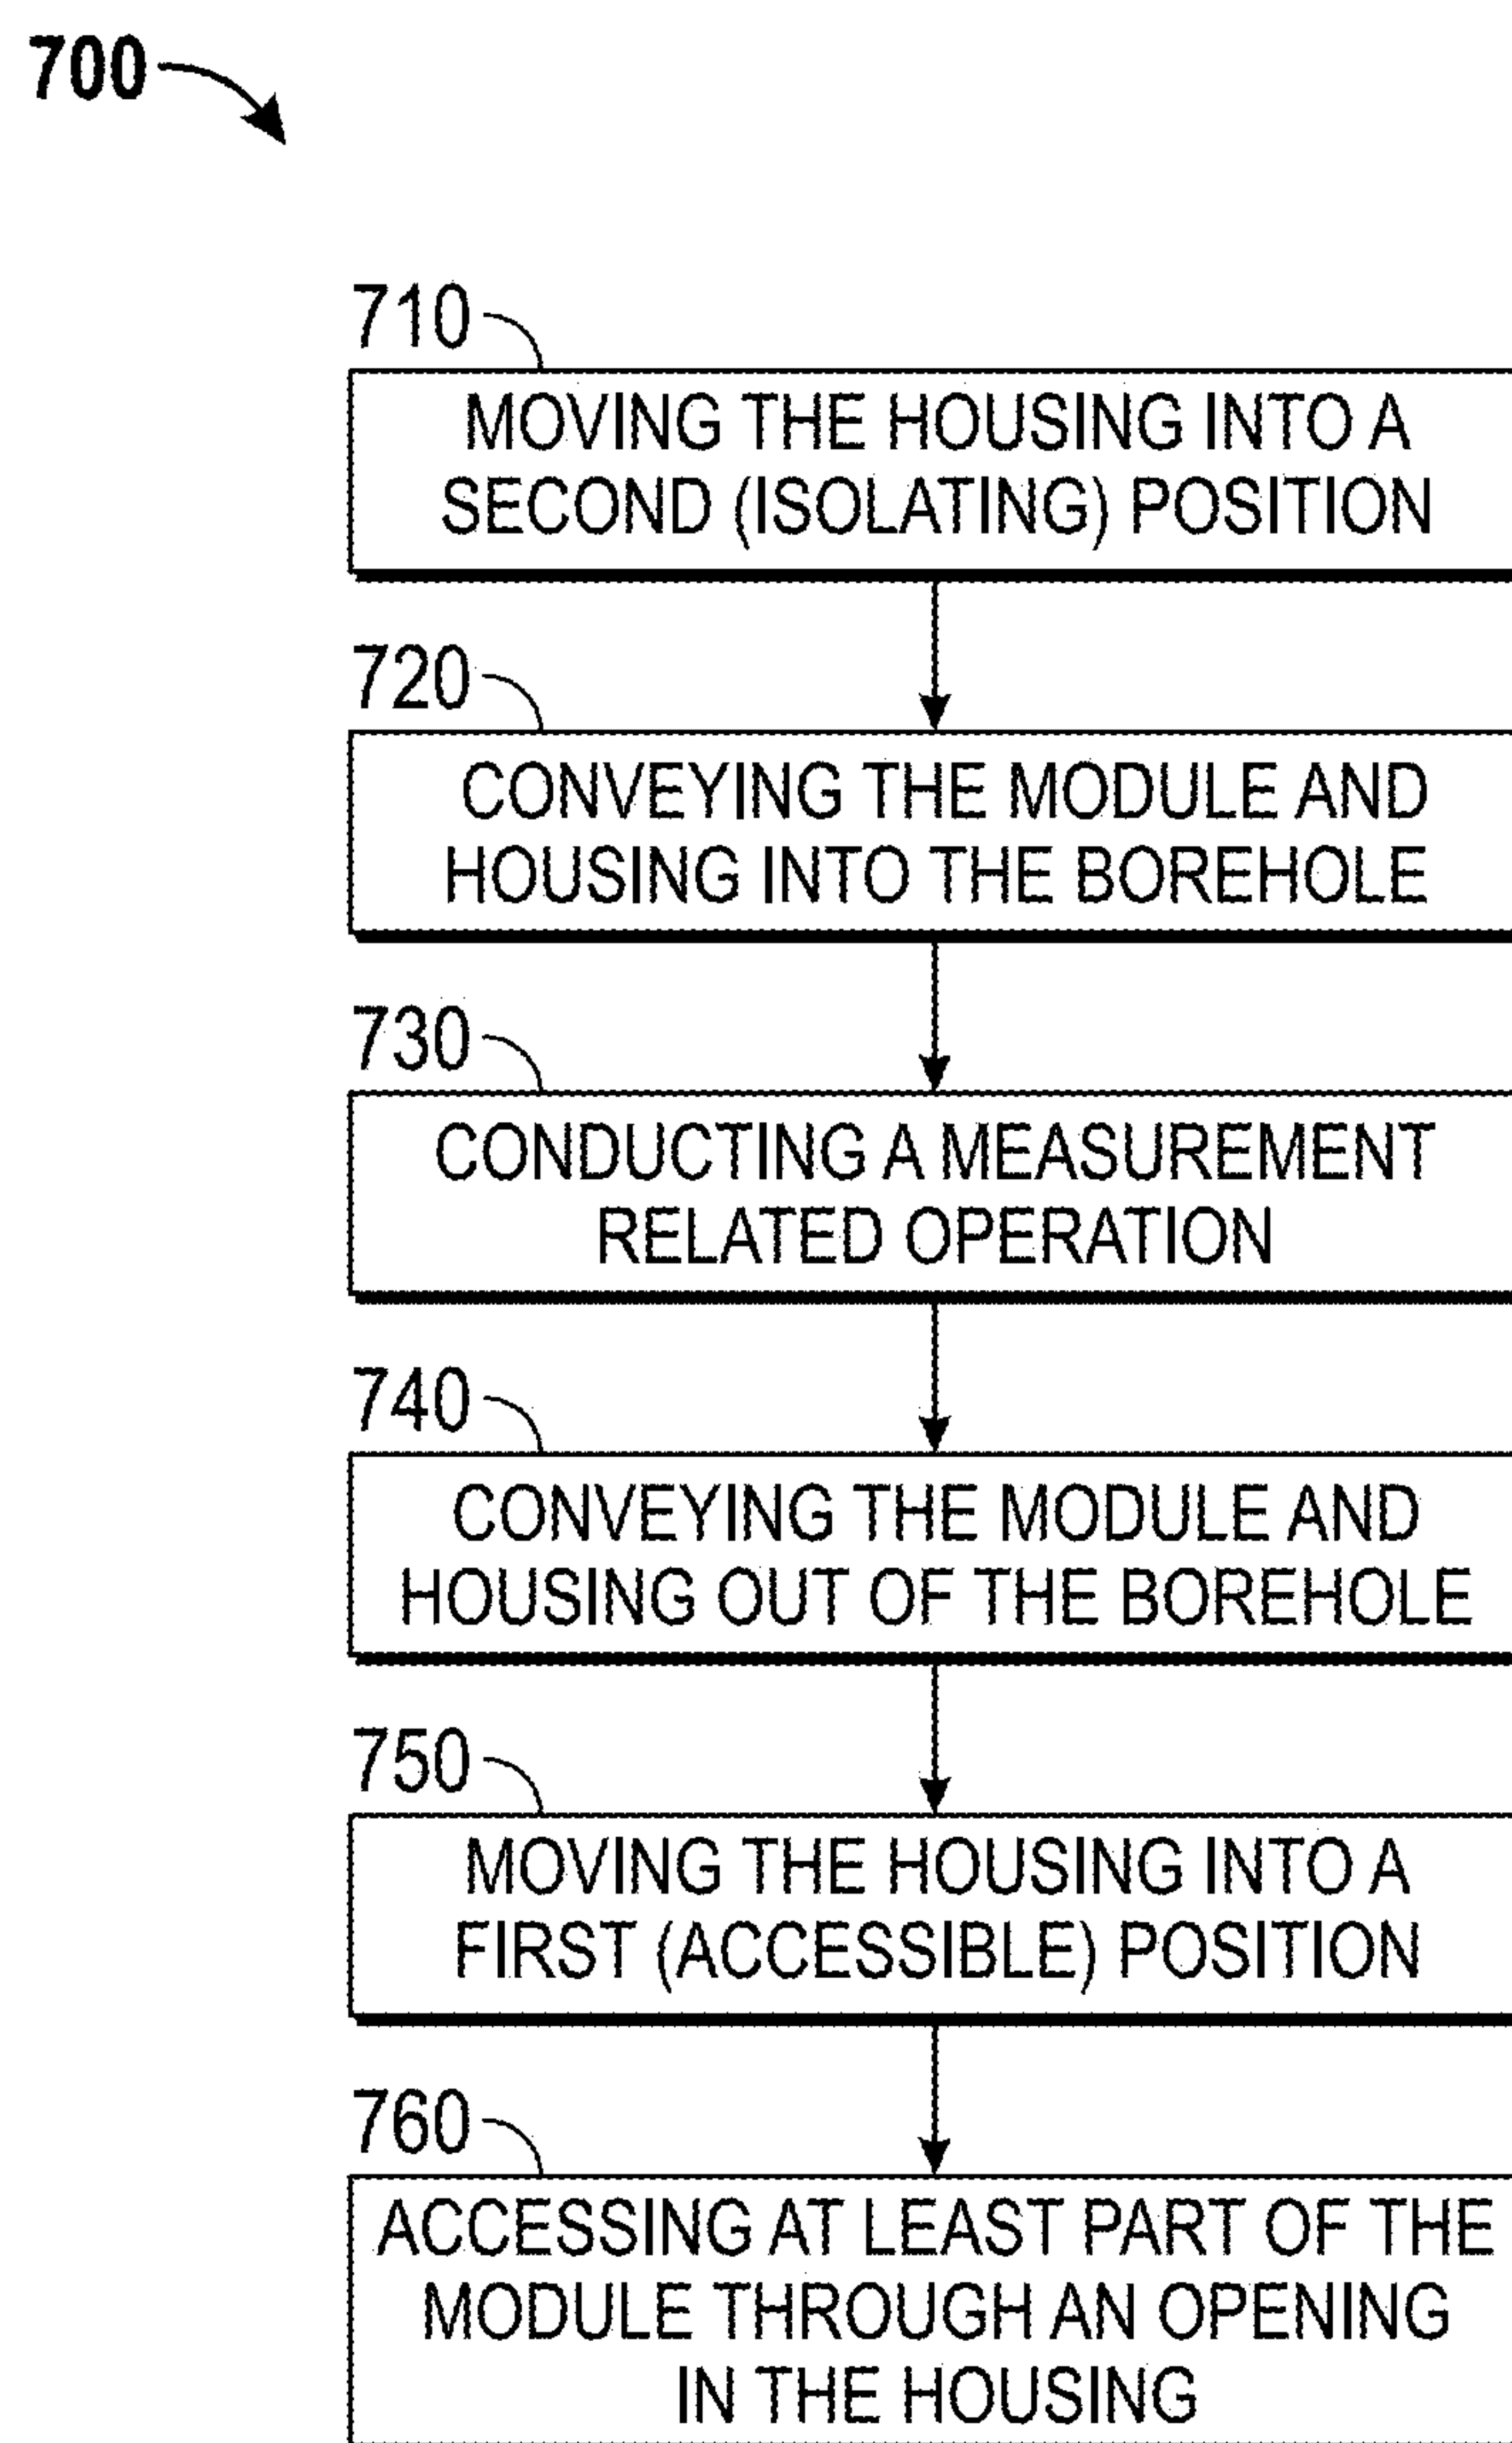 700
710
MOVING THE HOUSING INTO A
SECOND (ISOLATING) POSITION
720
CONVEYING THE MODULE AND
HOUSING INTO THE BOREHOLE
730
CONDUCTING A MEASUREMENT
RELATED OPERATION
740
CONVEYING THE MODULE AND
HOUSING OUT OF THE BOREHOLE
750
MOVING THE HOUSING INTO A
FIRST (ACCESSIBLE) POSITION
760
ACCESSING AT LEAST PART OF THE
MODULE THROUGH AN OPENING
IN THE HOUSING